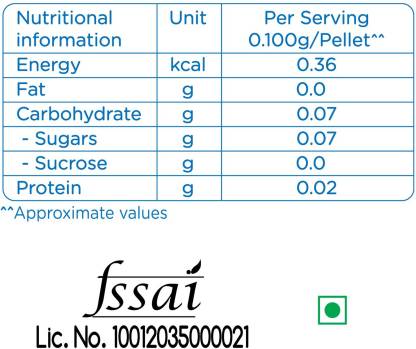 Nutritional information Unit Per Serving 0.100g/Pellet^^
Energy kcal 0.36
Fat g 0.0
Carbohydrate g 0.07
- Sugars g 0.07
- Sucrose g 0.0
Protein g 0.02
^^Approximate values
fssai
Lic. No. 10012035000021